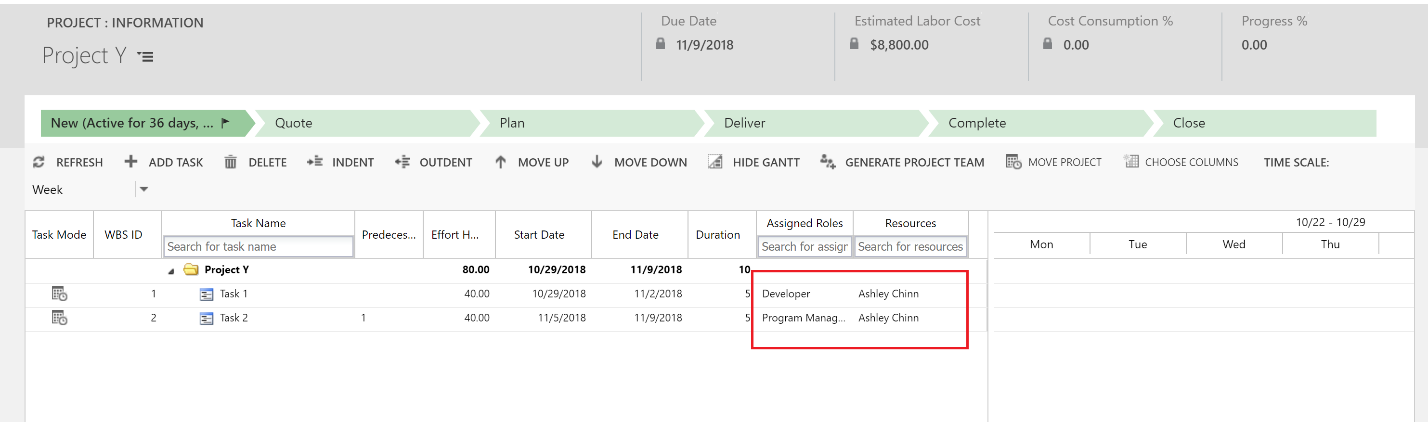 PROJECT : INFORMATION
Project Y
Due Date
11/9/2018
Estimated Labor Cost
$8,800.00
Cost Consumption %
0.00
Progress %
0.00
New (Active for 36 days, ...
Quote
Plan
Deliver
Complete
Close
REFRESH ADD TASK DELETE INDENT OUTDENT MOVE UP MOVE DOWN HIDE GANTT GENERATE PROJECT TEAM MOVE PROJECT CHOOSE COLUMNS TIME SCALE:
Week
Task Mode WBS ID Task Name Predeces... Effort H... Start Date End Date Duration Assigned Roles Resources
Search for task name Search for assigr Search for resources
10/22 - 10/29
Mon Tue Wed Thu
Project Y 80.00 10/29/2018 11/9/2018 10
1 Task 1 40.00 10/29/2018 11/2/2018 5 Developer Ashley Chinn
2 Task 2 1 40.00 11/5/2018 11/9/2018 5 Program Manag... Ashley Chinn